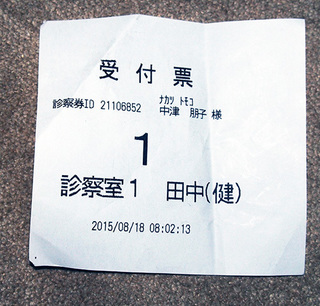 受付票
ナカツ トモコ
診察券ID 21106852 中津 朋子 様
1
診察室1 田中(健)
2015/08/18 08:02:13